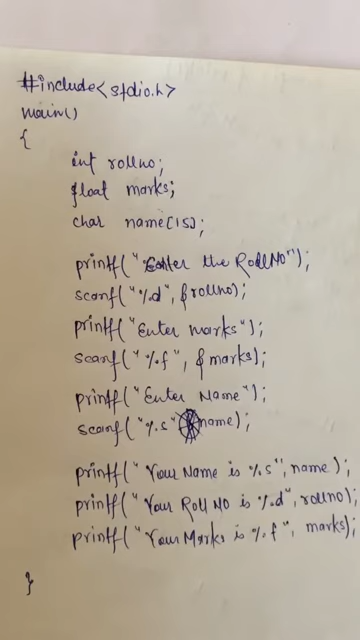 #include<stdio.h>
main()
{
int rollno;
float marks;
char name[15];
printf("Enter the RollNO");
scanf("%d", &rollno);
printf("Enter marks");
scanf("%f", &marks);
printf("Enter Name");
scanf("%s" name);
printf("Your Name is %s", name);
printf("Your Roll NO is %d", rollno);
printf("Your Marks is %f", marks);
}